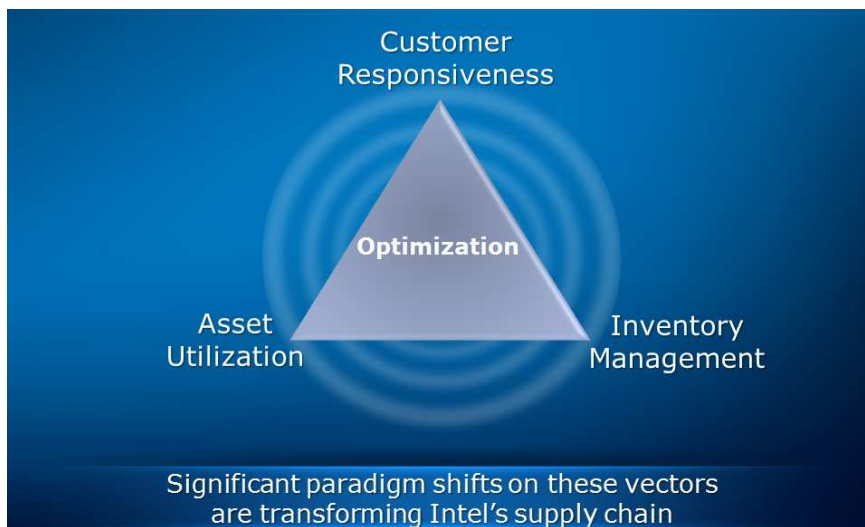 Customer
Responsiveness
Optimization
Asset
Utilization
Inventory
Management
Significant paradigm shifts on these vectors
are transforming Intel's supply chain